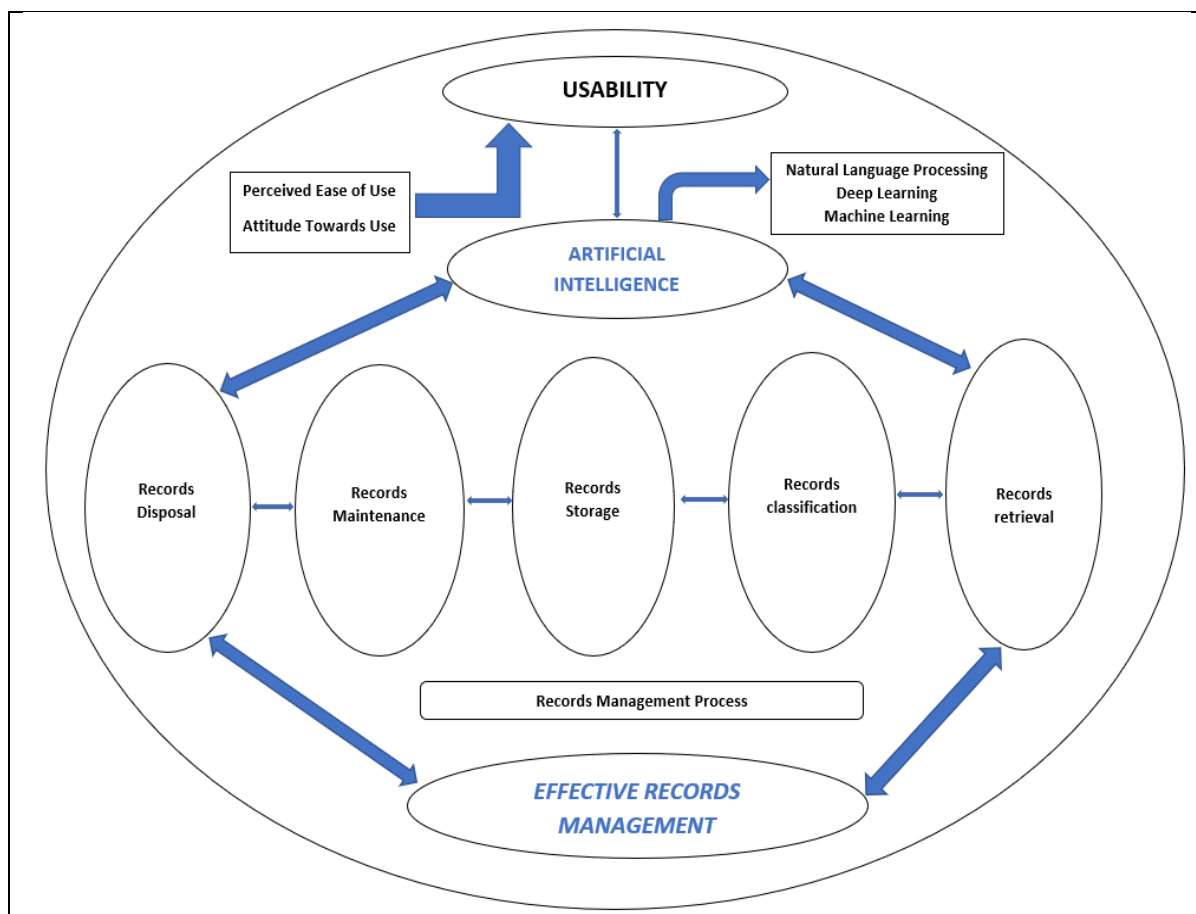 USABILITY
Perceived Ease of Use
Attitude Towards Use
Natural Language Processing
Deep Learning
Machine Learning
ARTIFICIAL
INTELLIGENCE
Records
Disposal
Records
Maintenance
Records
Storage
Records
classification
Records
retrieval
Records Management Process
EFFECTIVE RECORDS
MANAGEMENT